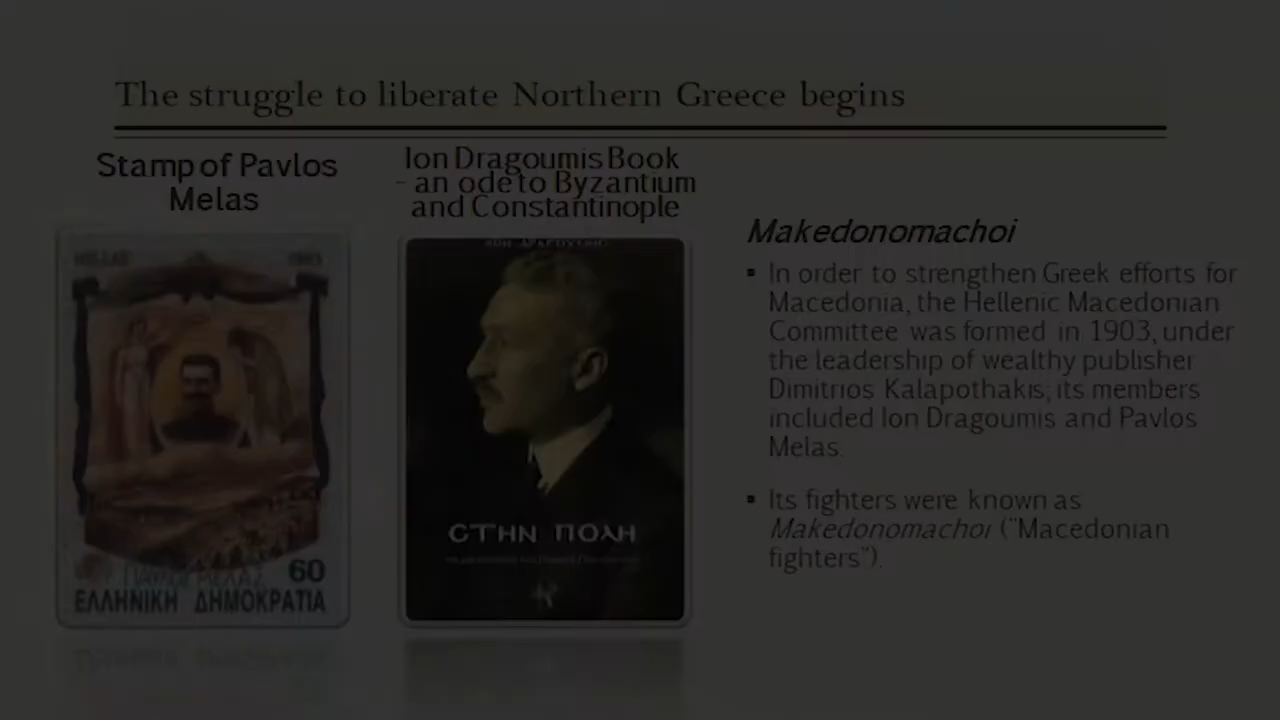 The struggle to liberate Northern Greece begins
Stamp of Pavlos
Melas
Ion Dragoumis Book
- an ode to Byzantium
and Constantinople
HELLAS
60
ΕΛΛΗΝΙΚΗ ΔΗΜΟΚΡΑΤΙΑ
ΣΤΗΝ ΠΟΛΗ
Makedonomachoi
▪ In order to strengthen Greek efforts for
Macedonia, the Hellenic Macedonian
Committee was formed in 1903, under
the leadership of wealthy publisher
Dimitrios Kalapothakis; its members
included Ion Dragoumis and Pavlos
Melas.
▪ Its fighters were known as
Makedonomachoi ("Macedonian
fighters").